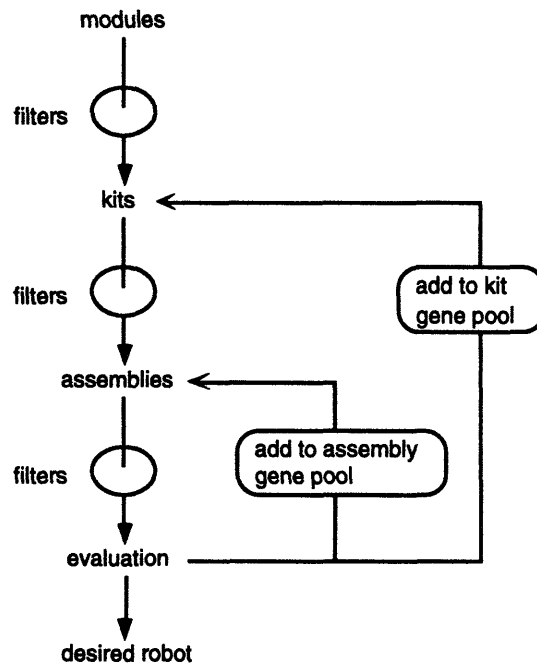 modules
filters
kits
filters
add to kit
gene pool
assemblies
add to assembly
gene pool
filters
evaluation
desired robot